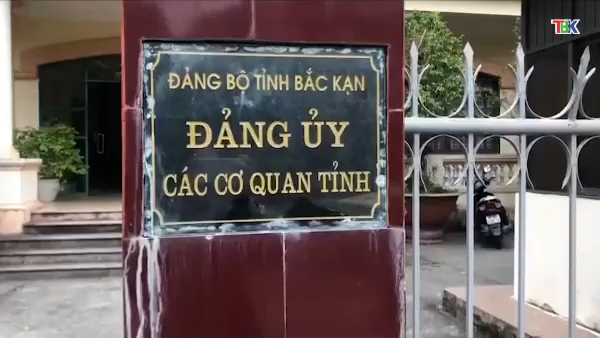 TBK
ĐẢNG BỘ TỈNH BẮC KẠN
ĐẢNG ỦY
CÁC CƠ QUAN TỈNH